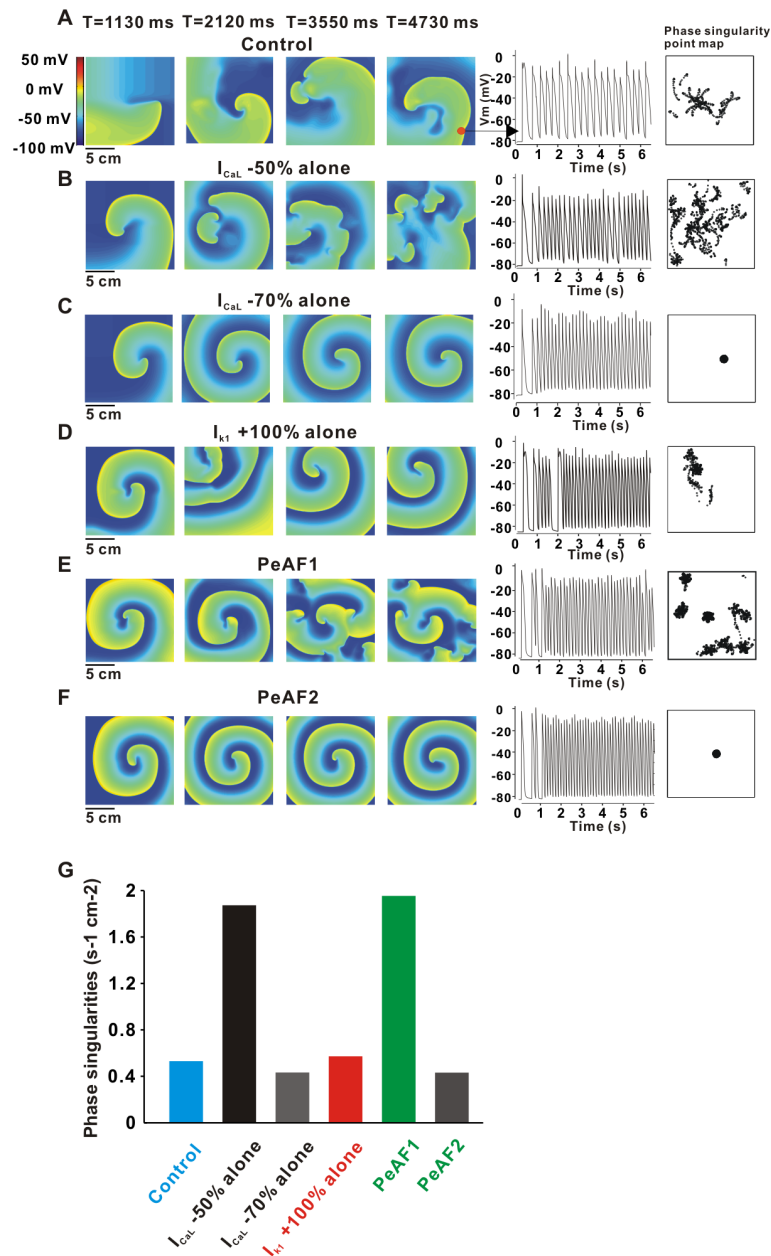 A T=1130 ms T=2120 ms T=3550 ms T=4730 ms
Control
Phase singularity
point map
50 mV
0 mV
-50 mV
-100 mV
5 cm
Vm (mV)
0
-20
-40
-60
-80
0 1 2 3 4 5 6
Time (s)
B I CaL -50% alone
5 cm
0
-20
-40
-60
-80
0 1 2 3 4 5 6
Time (s)
C I CaL -70% alone
5 cm
0
-20
-40
-60
-80
0 1 2 3 4 5 6
Time (s)
D I k1 +100% alone
5 cm
0
-20
-40
-60
-80
0 1 2 3 4 5 6
Time (s)
E PeAF1
5 cm
0
-20
-40
-60
-80
0 1 2 3 4 5 6
Time (s)
F PeAF2
5 cm
0
-20
-40
-60
-80
0 1 2 3 4 5 6
Time (s)
G
Phase singularities (s-1 cm-2)
2
1.6
1.2
0.8
0.4
0
Control
I CaL -50% alone
I CaL -70% alone
I k1 +100% alone
PeAF1
PeAF2